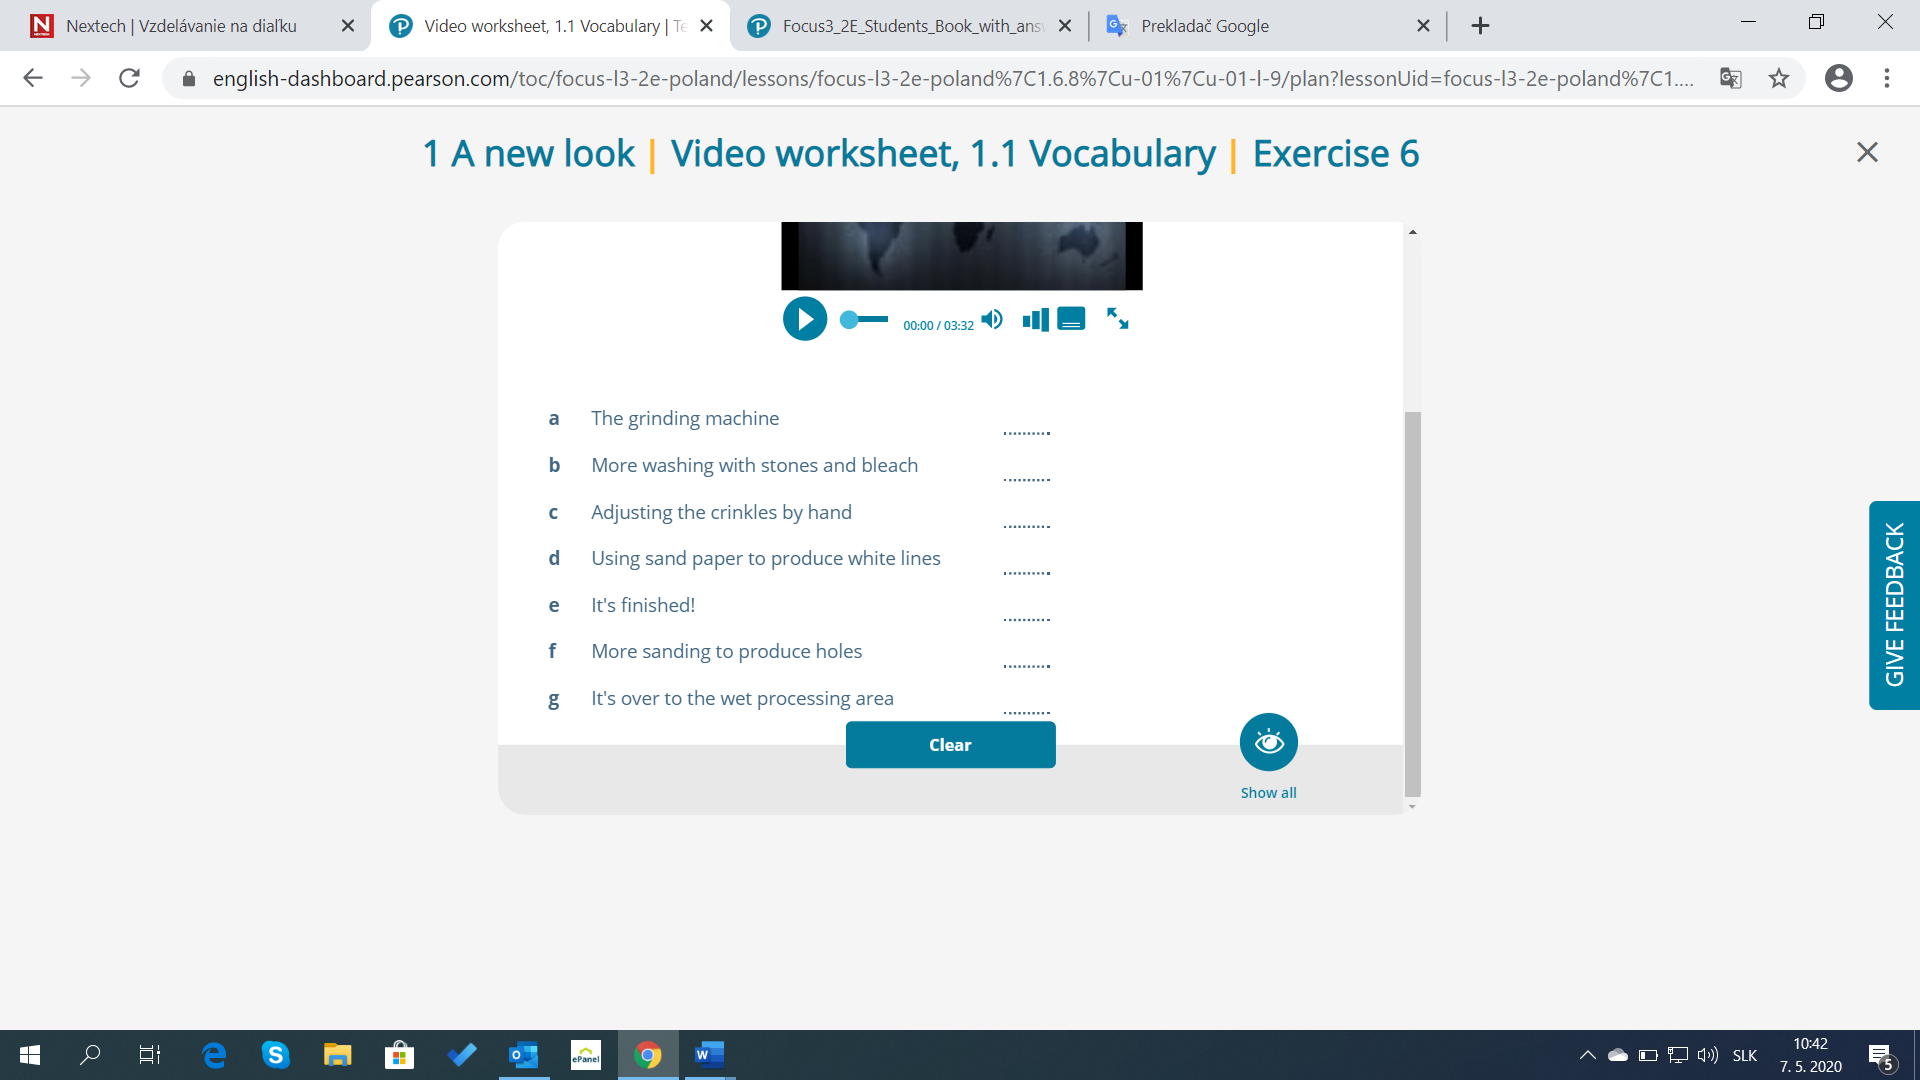 Nextech | Vzdelávanie na diaľku
Video worksheet, 1.1 Vocabulary | Te
Focus3_2E_Students_Book_with_answ
Prekladač Google
english-dashboard.pearson.com/toc/focus-l3-2e-poland/lessons/focus-l3-2e-poland%7C1.6.8%7Cu-01%7Cu-01-l-9/plan?lessonUid=focus-l3-2e-poland%7C1....
1 A new look | Video worksheet, 1.1 Vocabulary | Exercise 6
00:00 / 03:32
a The grinding machine ..........
b More washing with stones and bleach ..........
c Adjusting the crinkles by hand ..........
d Using sand paper to produce white lines ..........
e It's finished! ..........
f More sanding to produce holes ..........
g It's over to the wet processing area ..........
Clear
Show all
GIVE FEEDBACK
ePanel
SLK
10:42
7. 5. 2020
5